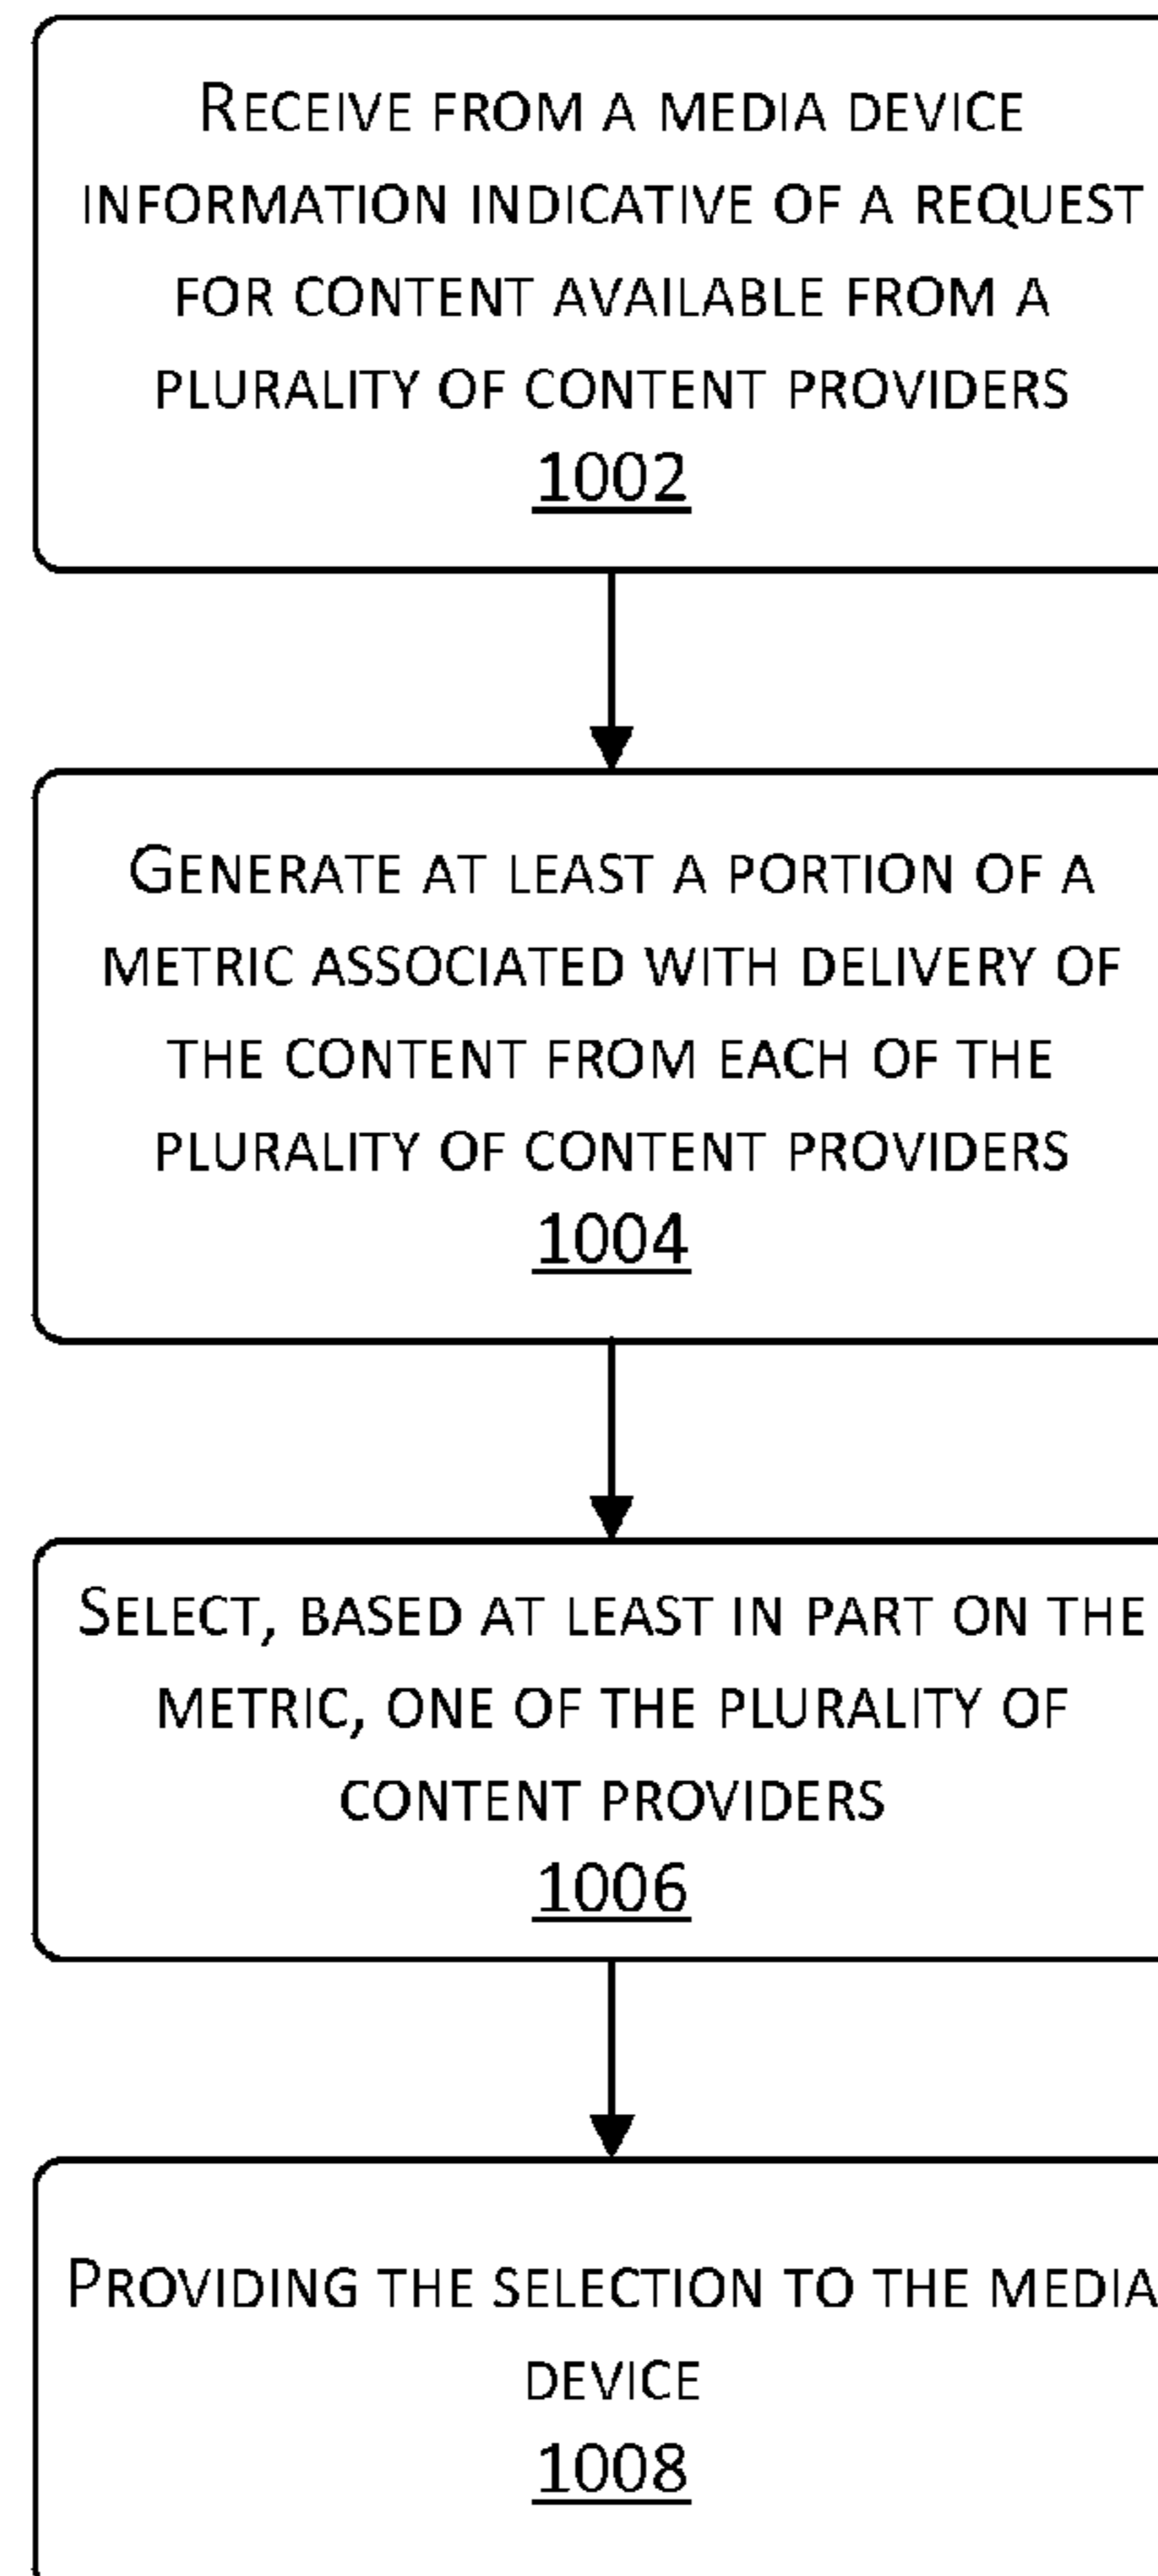 RECEIVE FROM A MEDIA DEVICE
INFORMATION INDICATIVE OF A REQUEST
FOR CONTENT AVAILABLE FROM A
PLURALITY OF CONTENT PROVIDERS
1002
GENERATE AT LEAST A PORTION OF A
METRIC ASSOCIATED WITH DELIVERY OF
THE CONTENT FROM EACH OF THE
PLURALITY OF CONTENT PROVIDERS
1004
SELECT, BASED AT LEAST IN PART ON THE
METRIC, ONE OF THE PLURALITY OF
CONTENT PROVIDERS
1006
PROVIDING THE SELECTION TO THE MEDIA
DEVICE
1008